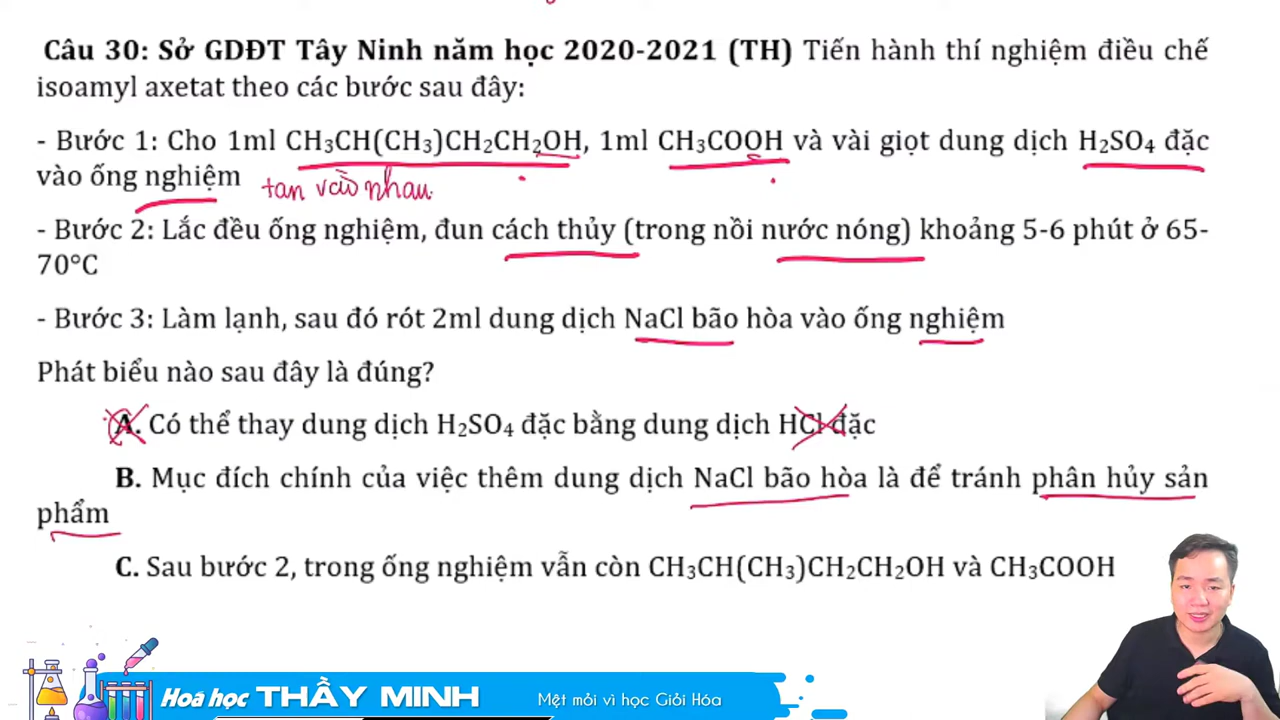 Câu 30: Sở GDĐT Tây Ninh năm học 2020-2021 (TH) Tiến hành thí nghiệm điều chế
isoamyl axetat theo các bước sau đây:
- Bước 1: Cho 1ml CH₃CH(CH₃)CH₂CH₂OH, 1ml CH₃COOH và vài giọt dung dịch H₂SO₄ đặc
vào ống nghiệm
tan vào nhau.
- Bước 2: Lắc đều ống nghiệm, đun cách thủy (trong nồi nước nóng) khoảng 5-6 phút ở 65-
70°C
- Bước 3: Làm lạnh, sau đó rót 2ml dung dịch NaCl bão hòa vào ống nghiệm
Phát biểu nào sau đây là đúng?
A. Có thể thay dung dịch H₂SO₄ đặc bằng dung dịch HCl đặc
B. Mục đích chính của việc thêm dung dịch NaCl bão hòa là để tránh phân hủy sản
phẩm
C. Sau bước 2, trong ống nghiệm vẫn còn CH₃CH(CH₃)CH₂CH₂OH và CH₃COOH
Hoá học THẦY MINH
Mệt mỏi vì học Giỏi Hóa